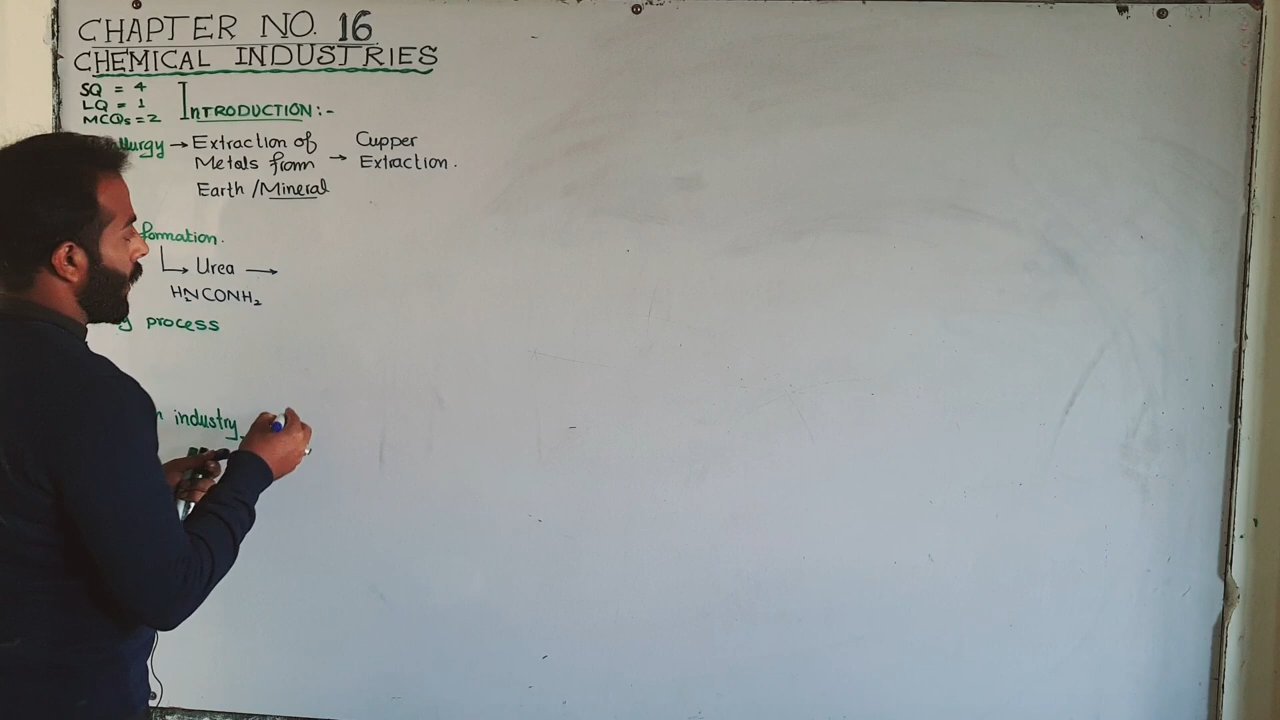 CHAPTER NO. 16
CHEMICAL INDUSTRIES
SQ = 4
LQ = 1
MCQs = 2
INTRODUCTION :-
→ Extraction of
Metals from
Earth / Mineral
→ Cupper
Extraction.
formation.
Urea →
H₂NCONH₂
process
industry